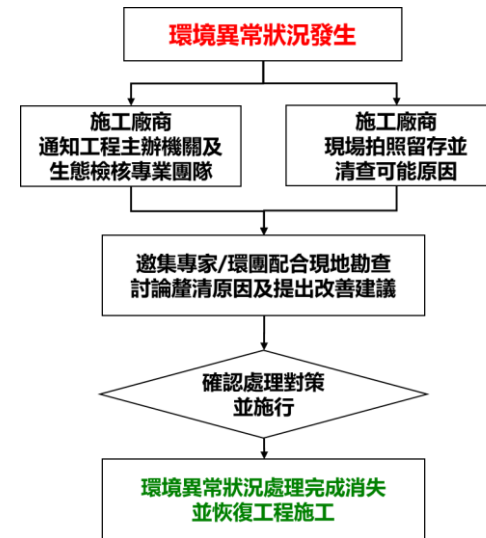 環境異常狀況發生
施工廠商
通知工程主辦機關及
生態檢核專業團隊
施工廠商
現場拍照留存並
清查可能原因
邀集專家/環團配合現地勘查
討論釐清原因及提出改善建議
確認處理對策
並施行
環境異常狀況處理完成消失
並恢復工程施工